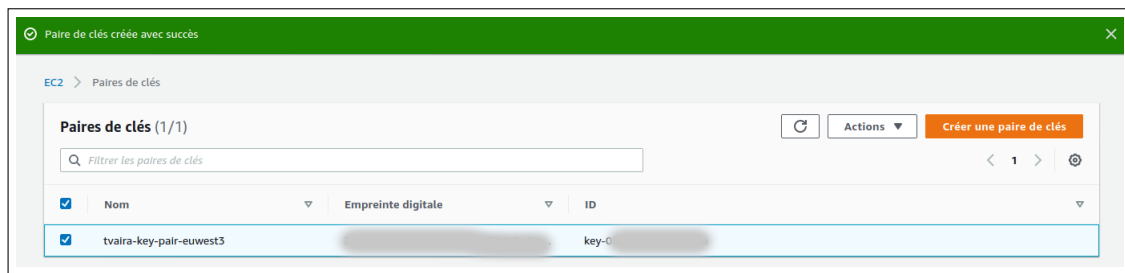 Paire de clés créée avec succès
EC2 > Paires de clés
Paires de clés (1/1)
Actions
Créer une paire de clés
Filtrer les paires de clés
1
Nom
Empreinte digitale
ID
tvaira-key-pair-euwest3
key-0